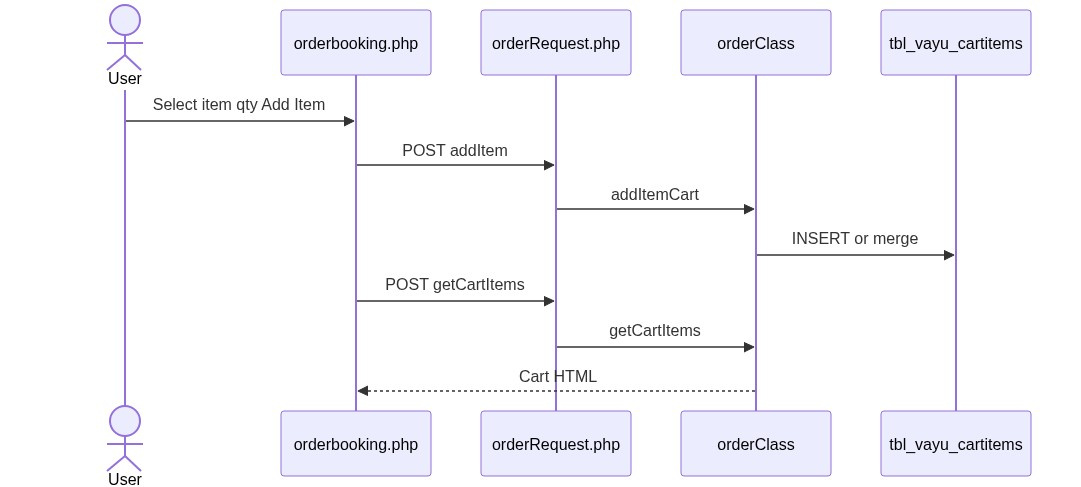 orderbooking.php
orderRequest.php
orderClass
tbl_vayu_cartitems
User
Select item qty Add Item
POST addItem
addItemCart
INSERT or merge
POST getCartItems
getCartItems
Cart HTML
orderbooking.php
orderRequest.php
orderClass
tbl_vayu_cartitems
User